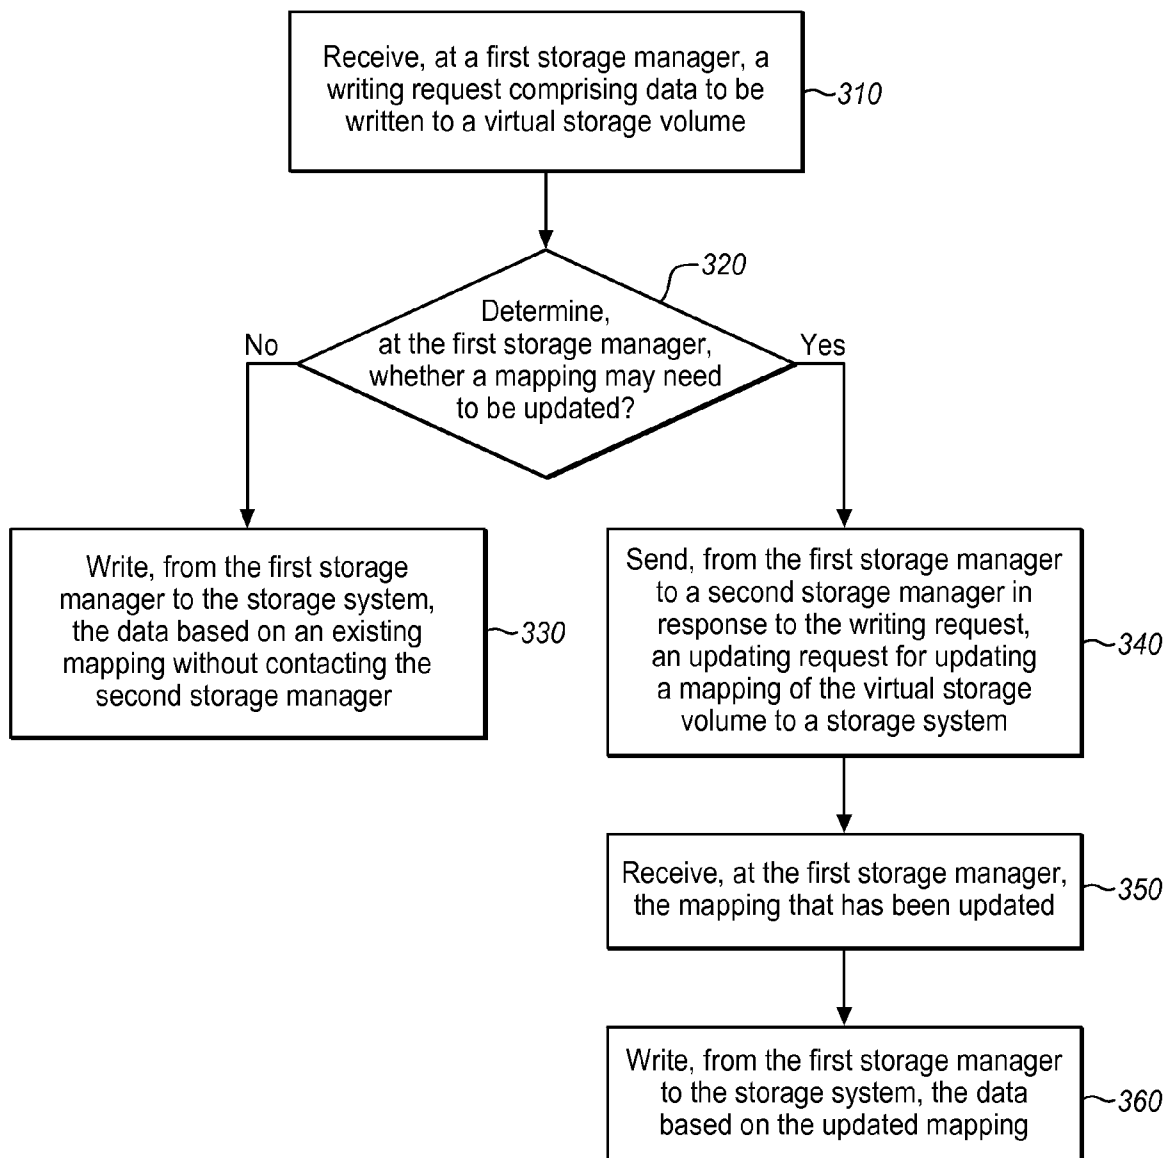 Receive, at a first storage manager, a
writing request comprising data to be
written to a virtual storage volume
310
320
Determine,
at the first storage manager,
whether a mapping may need
to be updated?
No
Yes
Write, from the first storage
manager to the storage system,
the data based on an existing
mapping without contacting the
second storage manager
330
Send, from the first storage manager
to a second storage manager in
response to the writing request,
an updating request for updating
a mapping of the virtual storage
volume to a storage system
340
Receive, at the first storage manager,
the mapping that has been updated
350
Write, from the first storage manager
to the storage system, the data
based on the updated mapping
360